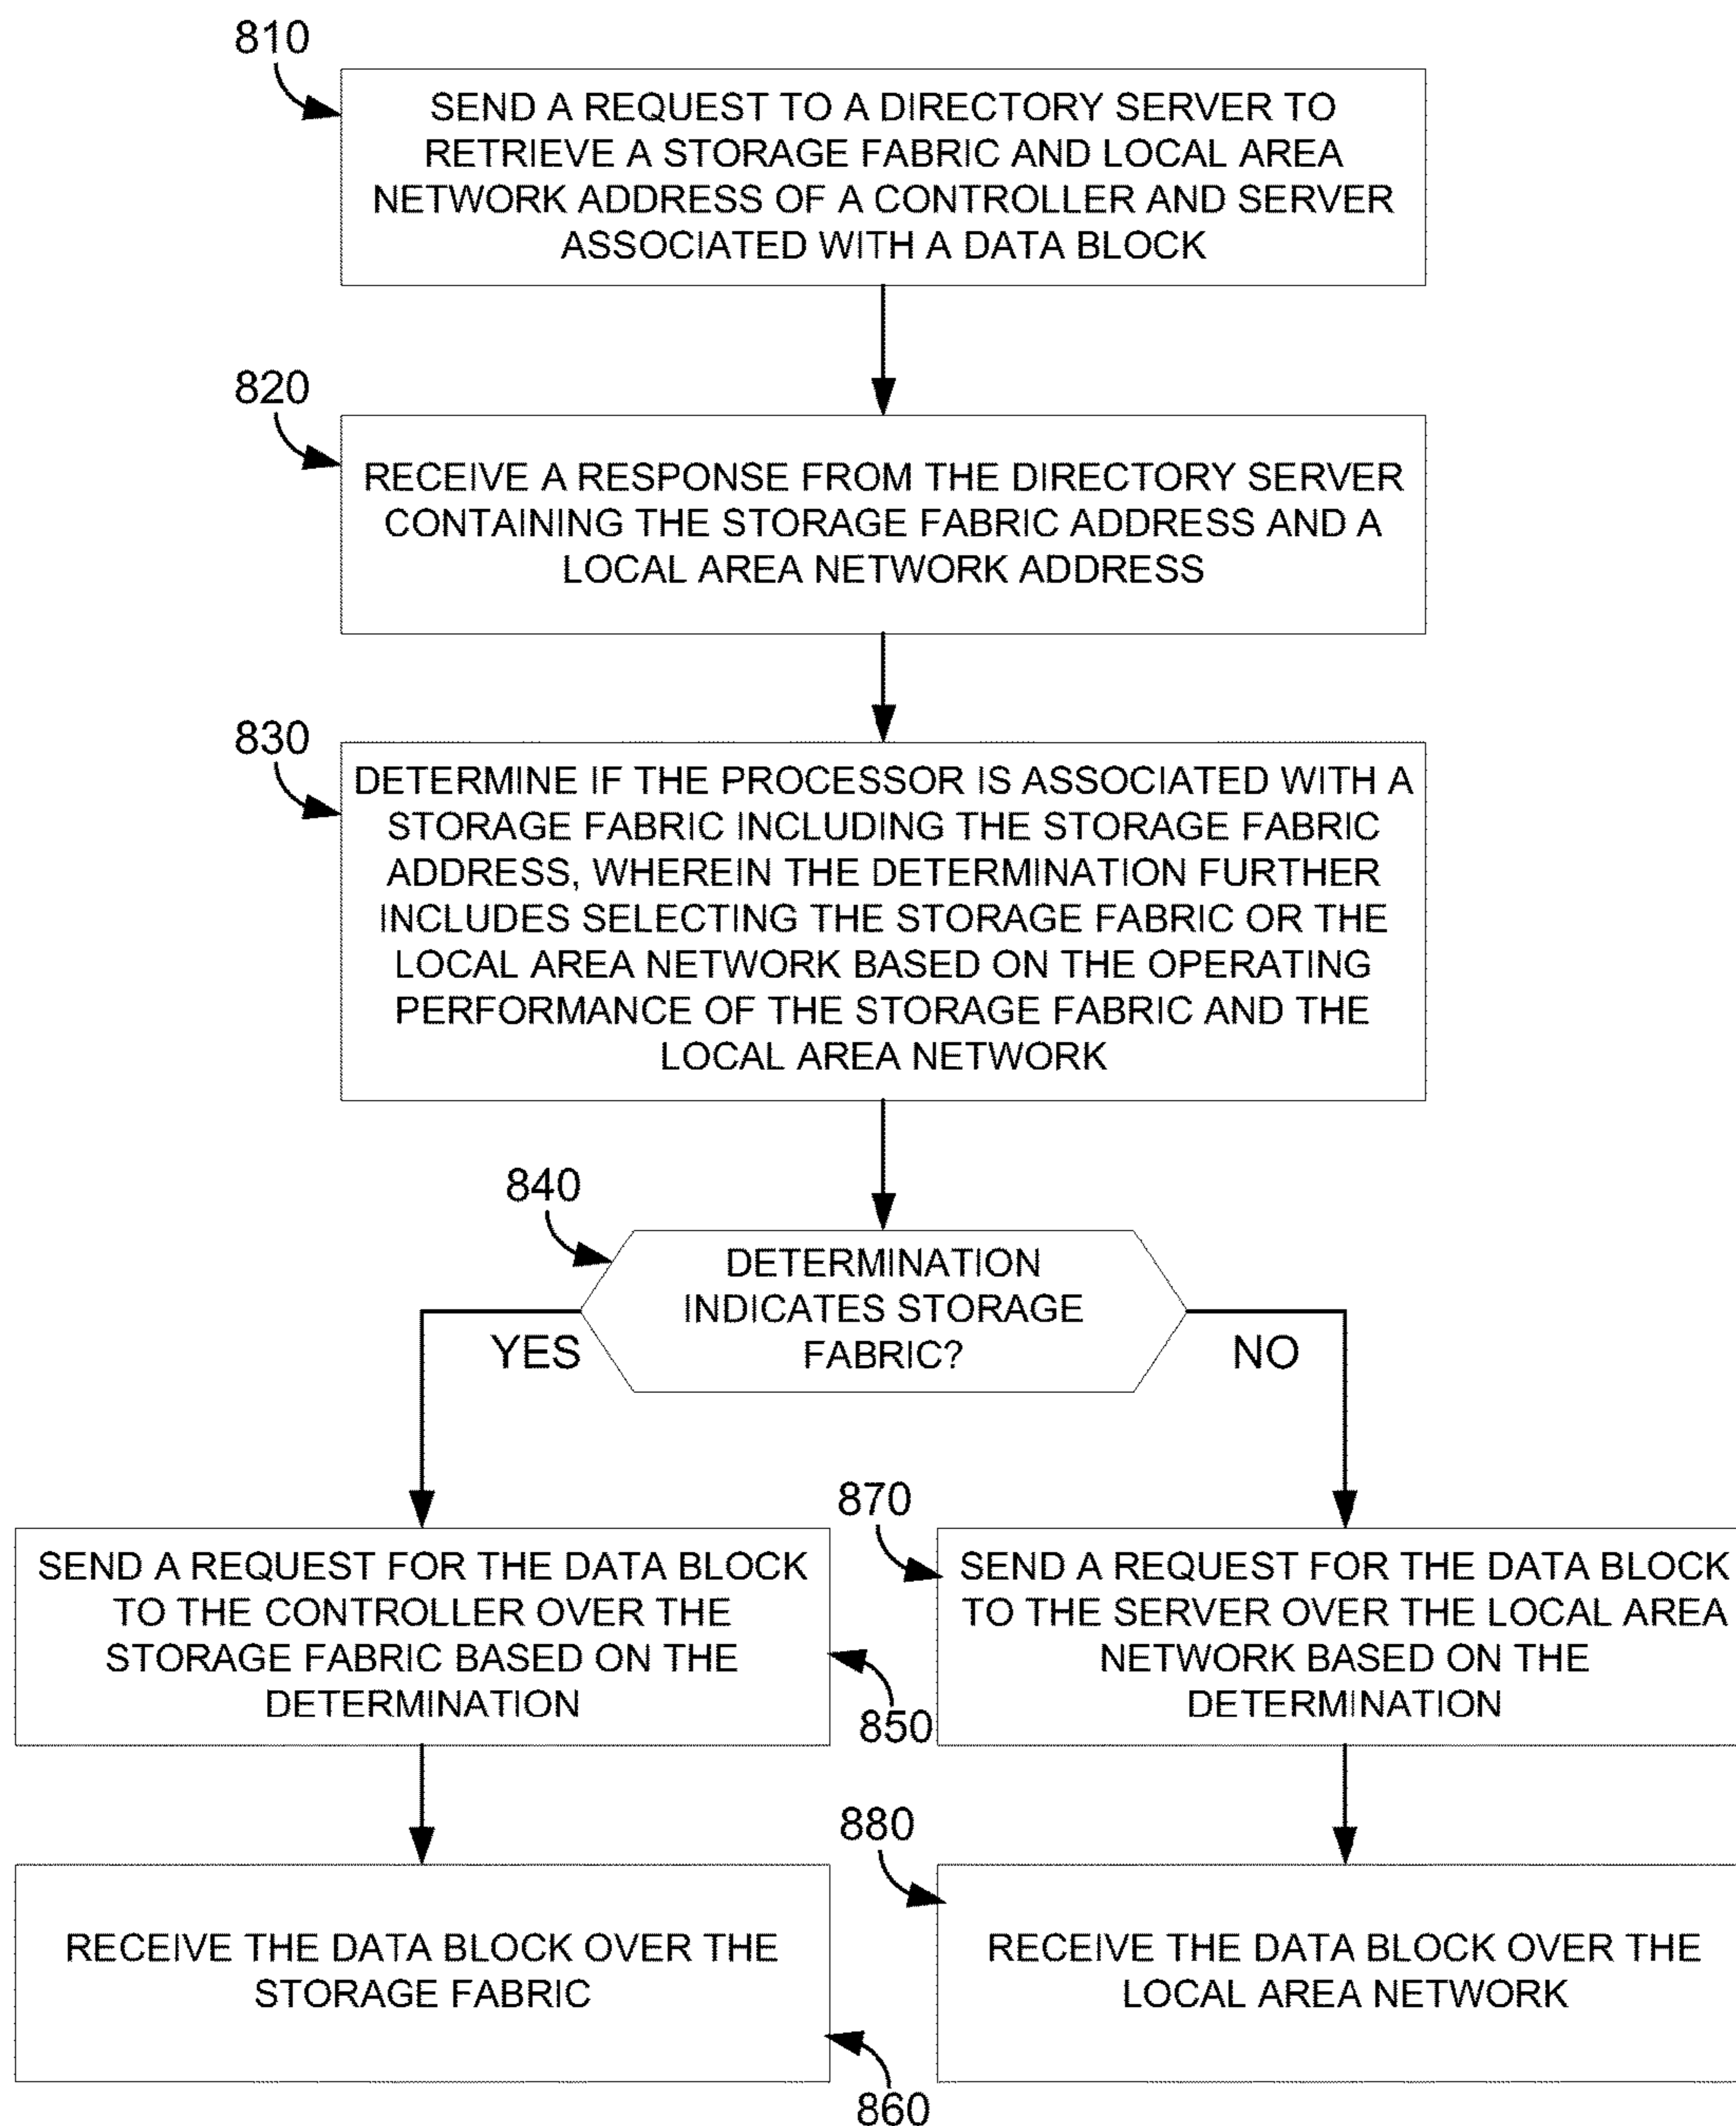 810
SEND A REQUEST TO A DIRECTORY SERVER TO
RETRIEVE A STORAGE FABRIC AND LOCAL AREA
NETWORK ADDRESS OF A CONTROLLER AND SERVER
ASSOCIATED WITH A DATA BLOCK
820
RECEIVE A RESPONSE FROM THE DIRECTORY SERVER
CONTAINING THE STORAGE FABRIC ADDRESS AND A
LOCAL AREA NETWORK ADDRESS
830
DETERMINE IF THE PROCESSOR IS ASSOCIATED WITH A
STORAGE FABRIC INCLUDING THE STORAGE FABRIC
ADDRESS, WHEREIN THE DETERMINATION FURTHER
INCLUDES SELECTING THE STORAGE FABRIC OR THE
LOCAL AREA NETWORK BASED ON THE OPERATING
PERFORMANCE OF THE STORAGE FABRIC AND THE
LOCAL AREA NETWORK
840
DETERMINATION
INDICATES STORAGE
FABRIC?
YES
NO
SEND A REQUEST FOR THE DATA BLOCK
TO THE CONTROLLER OVER THE
STORAGE FABRIC BASED ON THE
DETERMINATION
850
870
SEND A REQUEST FOR THE DATA BLOCK
TO THE SERVER OVER THE LOCAL AREA
NETWORK BASED ON THE
DETERMINATION
RECEIVE THE DATA BLOCK OVER THE
STORAGE FABRIC
860
880
RECEIVE THE DATA BLOCK OVER THE
LOCAL AREA NETWORK